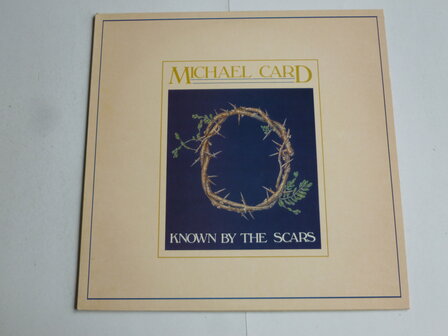 MICHAEL CARD
KNOWN BY THE SCARS